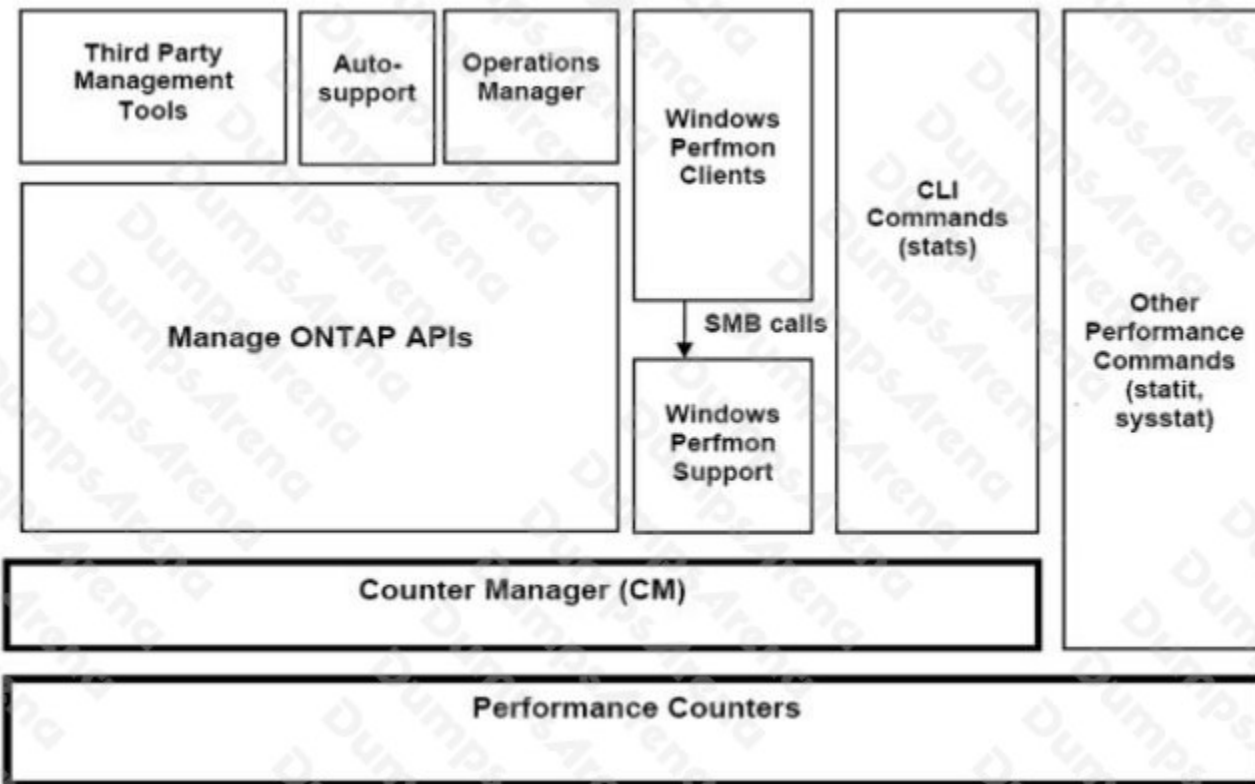 Third Party
Management
Tools
Auto-
support
Operations
Manager
Windows
Perfmon
Clients
CLI
Commands
(stats)
Other
Performance
Commands
(statit,
sysstat)
Manage ONTAP APIs
SMB calls
Windows
Perfmon
Support
Counter Manager (CM)
Performance Counters
DumpsArena